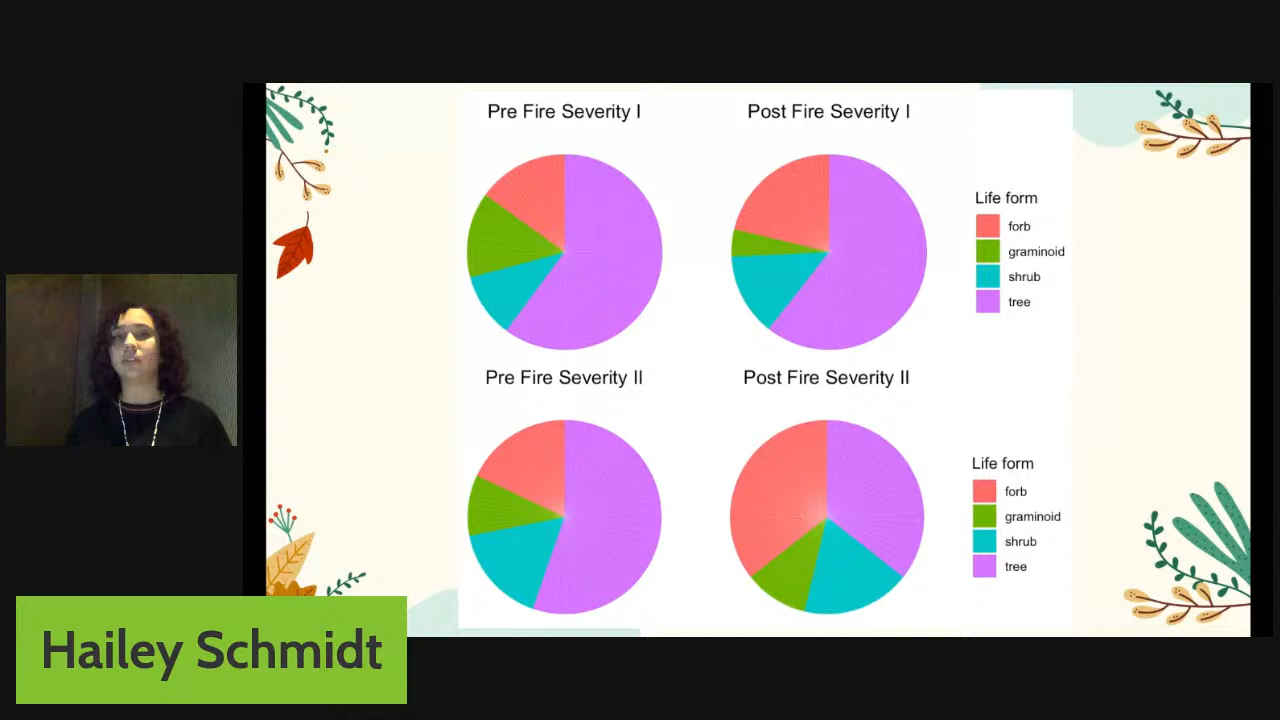 Pre Fire Severity I
Post Fire Severity I
Life form
forb
graminoid
shrub
tree
Pre Fire Severity II
Post Fire Severity II
Life form
forb
graminoid
shrub
tree
Hailey Schmidt